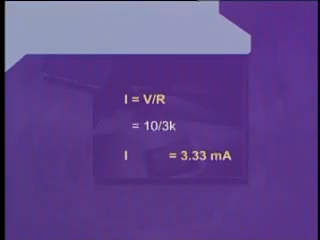 I = V/R
= 10/3k
I = 3.33 mA